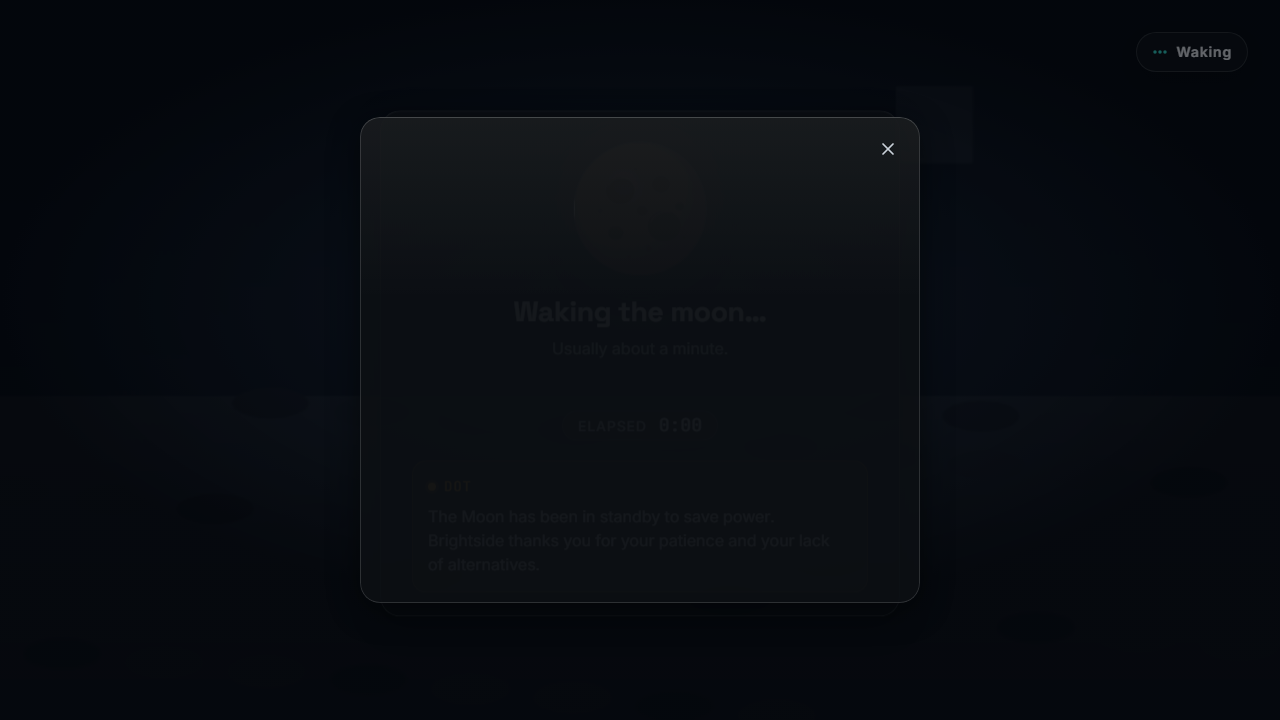 Waking
Waking the moon...
Usually about a minute.
ELAPSED 0:00
DOT
The Moon has been in standby to save power.
Brightside thanks you for your patience and your lack
of alternatives.